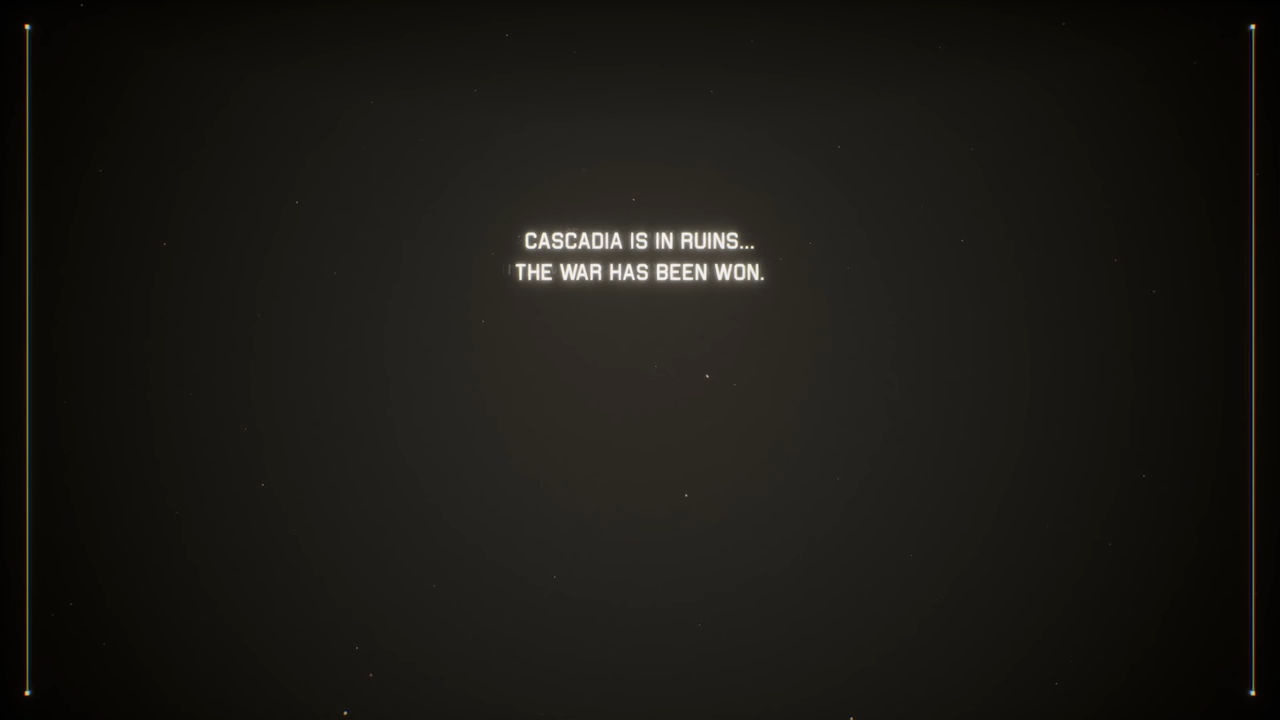 CASCADIA IS IN RUINS...
THE WAR HAS BEEN WON.